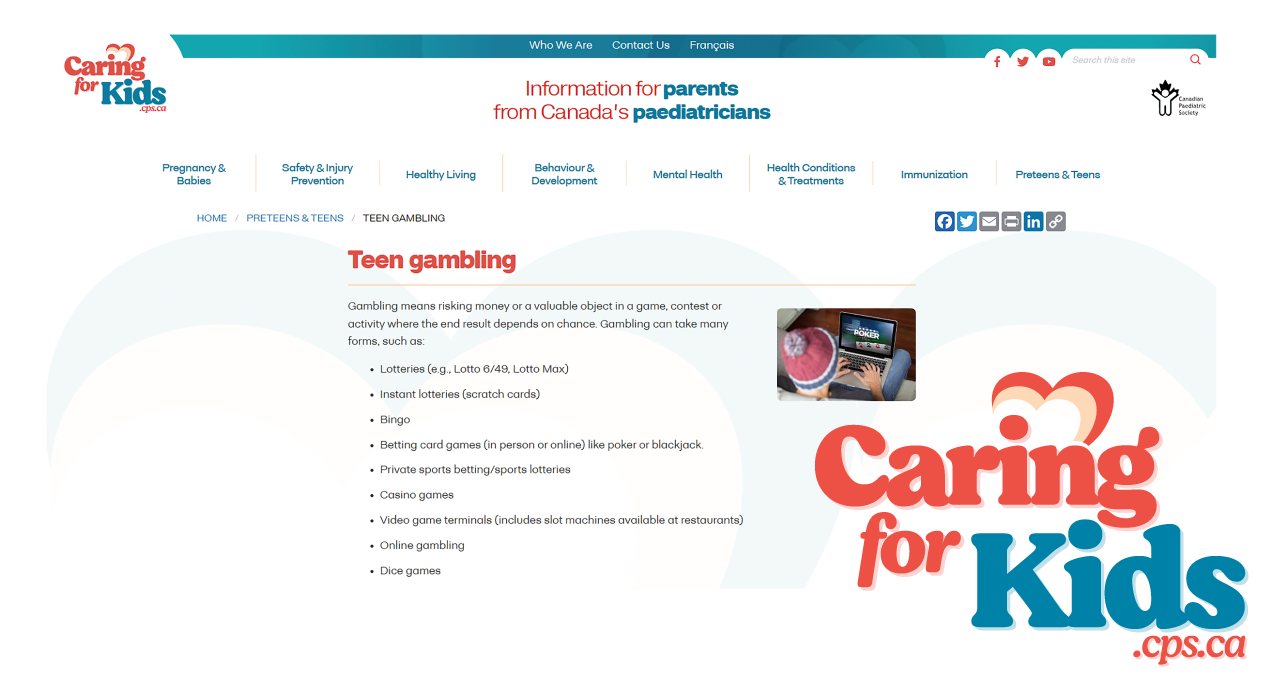 Caring
for Kids
.cps.ca
Who We Are Contact Us Français
Search this site
Information for parents
from Canada's paediatricians
Canadian
Paediatric
Society
Pregnancy &
Babies
Safety & Injury
Prevention
Healthy Living
Behaviour &
Development
Mental Health
Health Conditions
& Treatments
Immunization
Preteens & Teens
HOME / PRETEENS & TEENS / TEEN GAMBLING
Teen gambling
Gambling means risking money or a valuable object in a game, contest or
activity where the end result depends on chance. Gambling can take many
forms, such as:
• Lotteries (e.g., Lotto 6/49, Lotto Max)
• Instant lotteries (scratch cards)
• Bingo
• Betting card games (in person or online) like poker or blackjack.
• Private sports betting/sports lotteries
• Casino games
• Video game terminals (includes slot machines available at restaurants)
• Online gambling
• Dice games
POKER
Caring
for Kids
.cps.ca